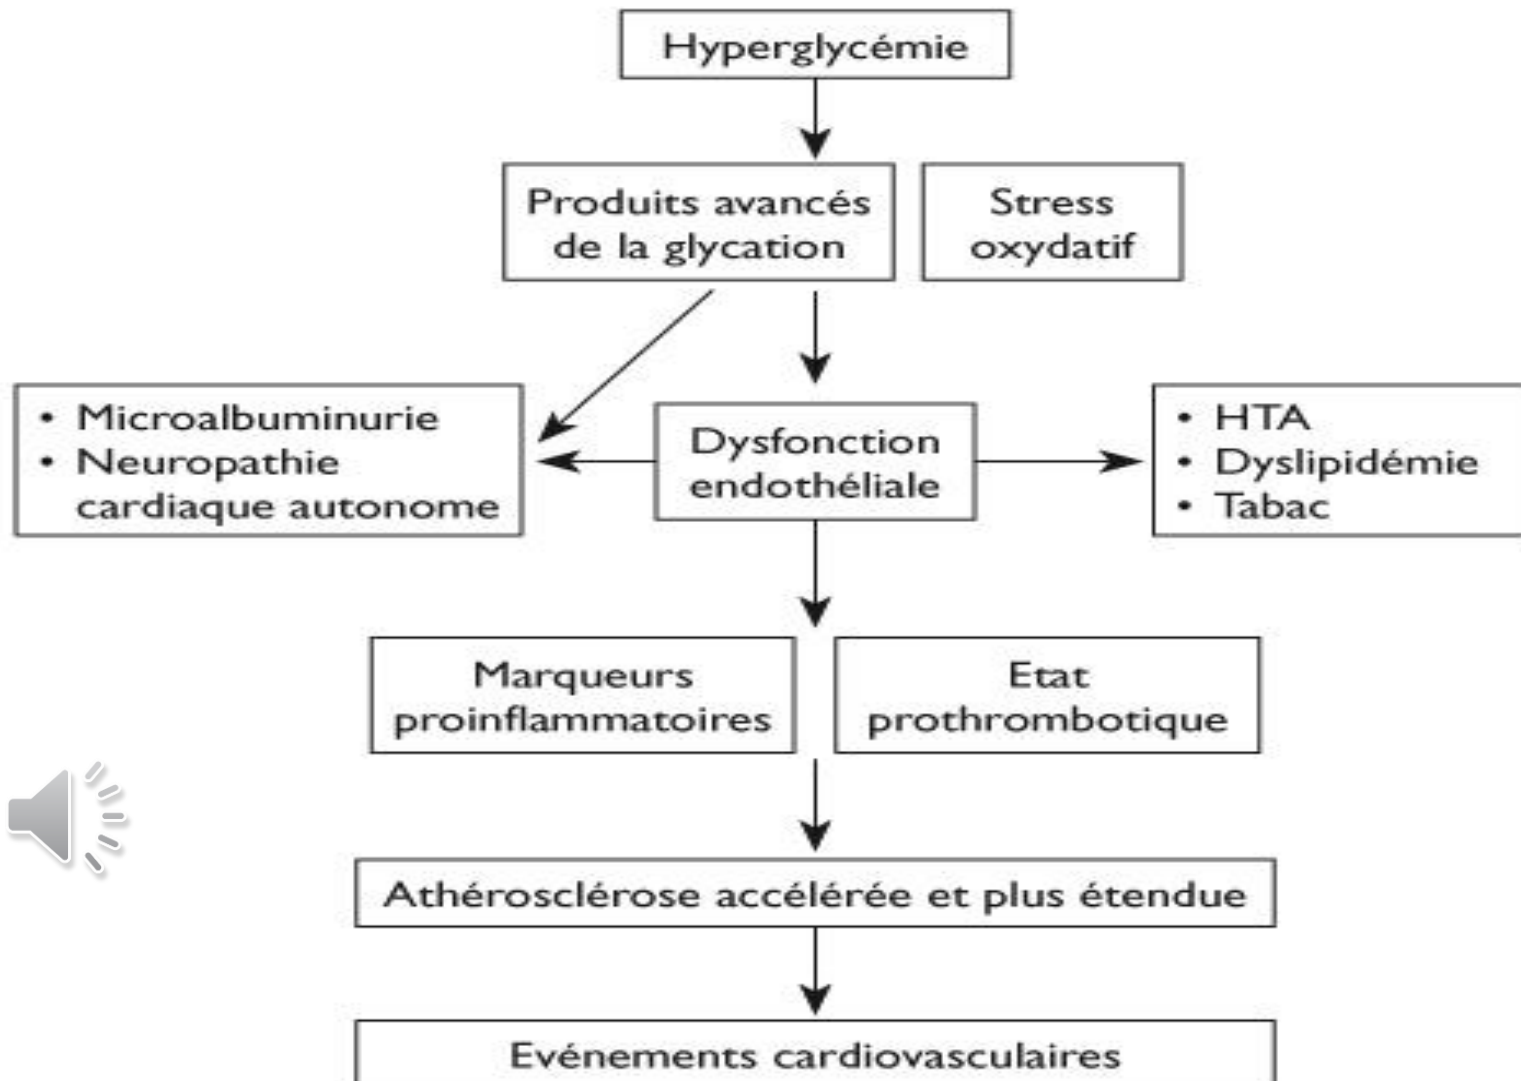 Hyperglycémie
Produits avancés
de la glycation
Stress
oxydatif
• Microalbuminurie
• Neuropathie
cardiaque autonome
Dysfonction
endothéliale
• HTA
• Dyslipidémie
• Tabac
Marqueurs
proinflammatoires
Etat
prothrombotique
Athérosclérose accélérée et plus étendue
Evénements cardiovasculaires